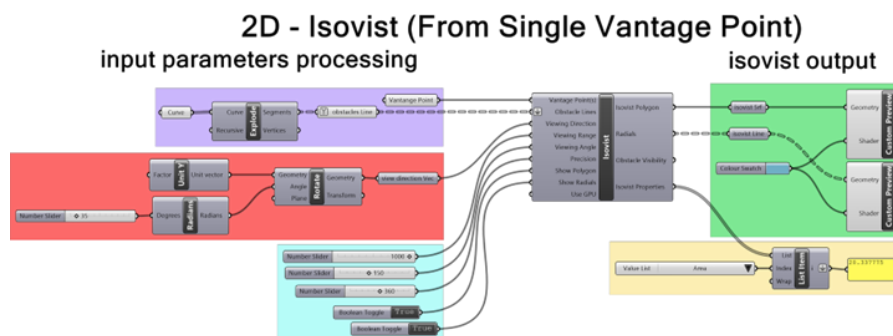 2D - Isovist (From Single Vantage Point)
input parameters processing
isovist output
Curve
Curve
Recursive
Explode
Segments
Vertices
obstacles Line
Vantange Point
Factor
Unit Y
Unit vector
Number Slider
35
Degrees
Radians
Radians
Geometry
Angle
Plane
Rotate
Geometry
Transform
view direction Vec
Number Slider
1000
Number Slider
150
Number Slider
360
Boolean Toggle
True
Boolean Toggle
True
Vantage Point(s)
Obstacle Lines
Viewing Direction
Viewing Range
Viewing Angle
Precision
Show Polygon
Show Radials
Use GPU
Isovist
Isovist Polygon
Radials
Obstacle Visibility
Isovist Properties
Isovist Srf
Isovist Line
Colour Swatch
Geometry
Shader
Custom Preview
Geometry
Shader
Custom Preview
Value List
Area
List
Index
Wrap
List Item
i